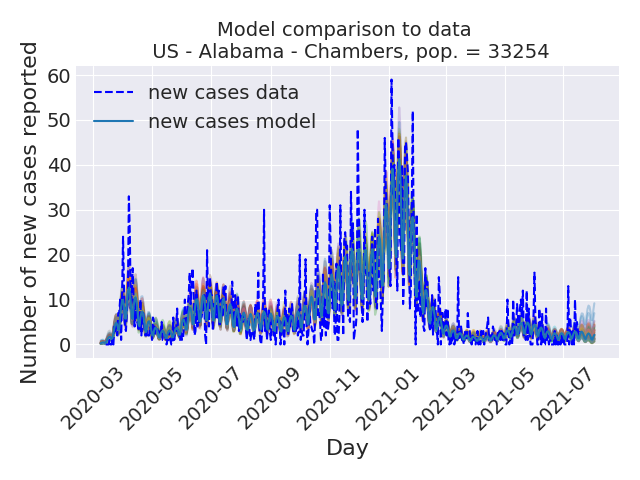 Model comparison to data
US - Alabama - Chambers, pop. = 33254
Number of new cases reported
60
50
40
30
20
10
0
new cases data
new cases model
2020-03
2020-05
2020-07
2020-09
2020-11
2021-01
2021-03
2021-05
2021-07
Day